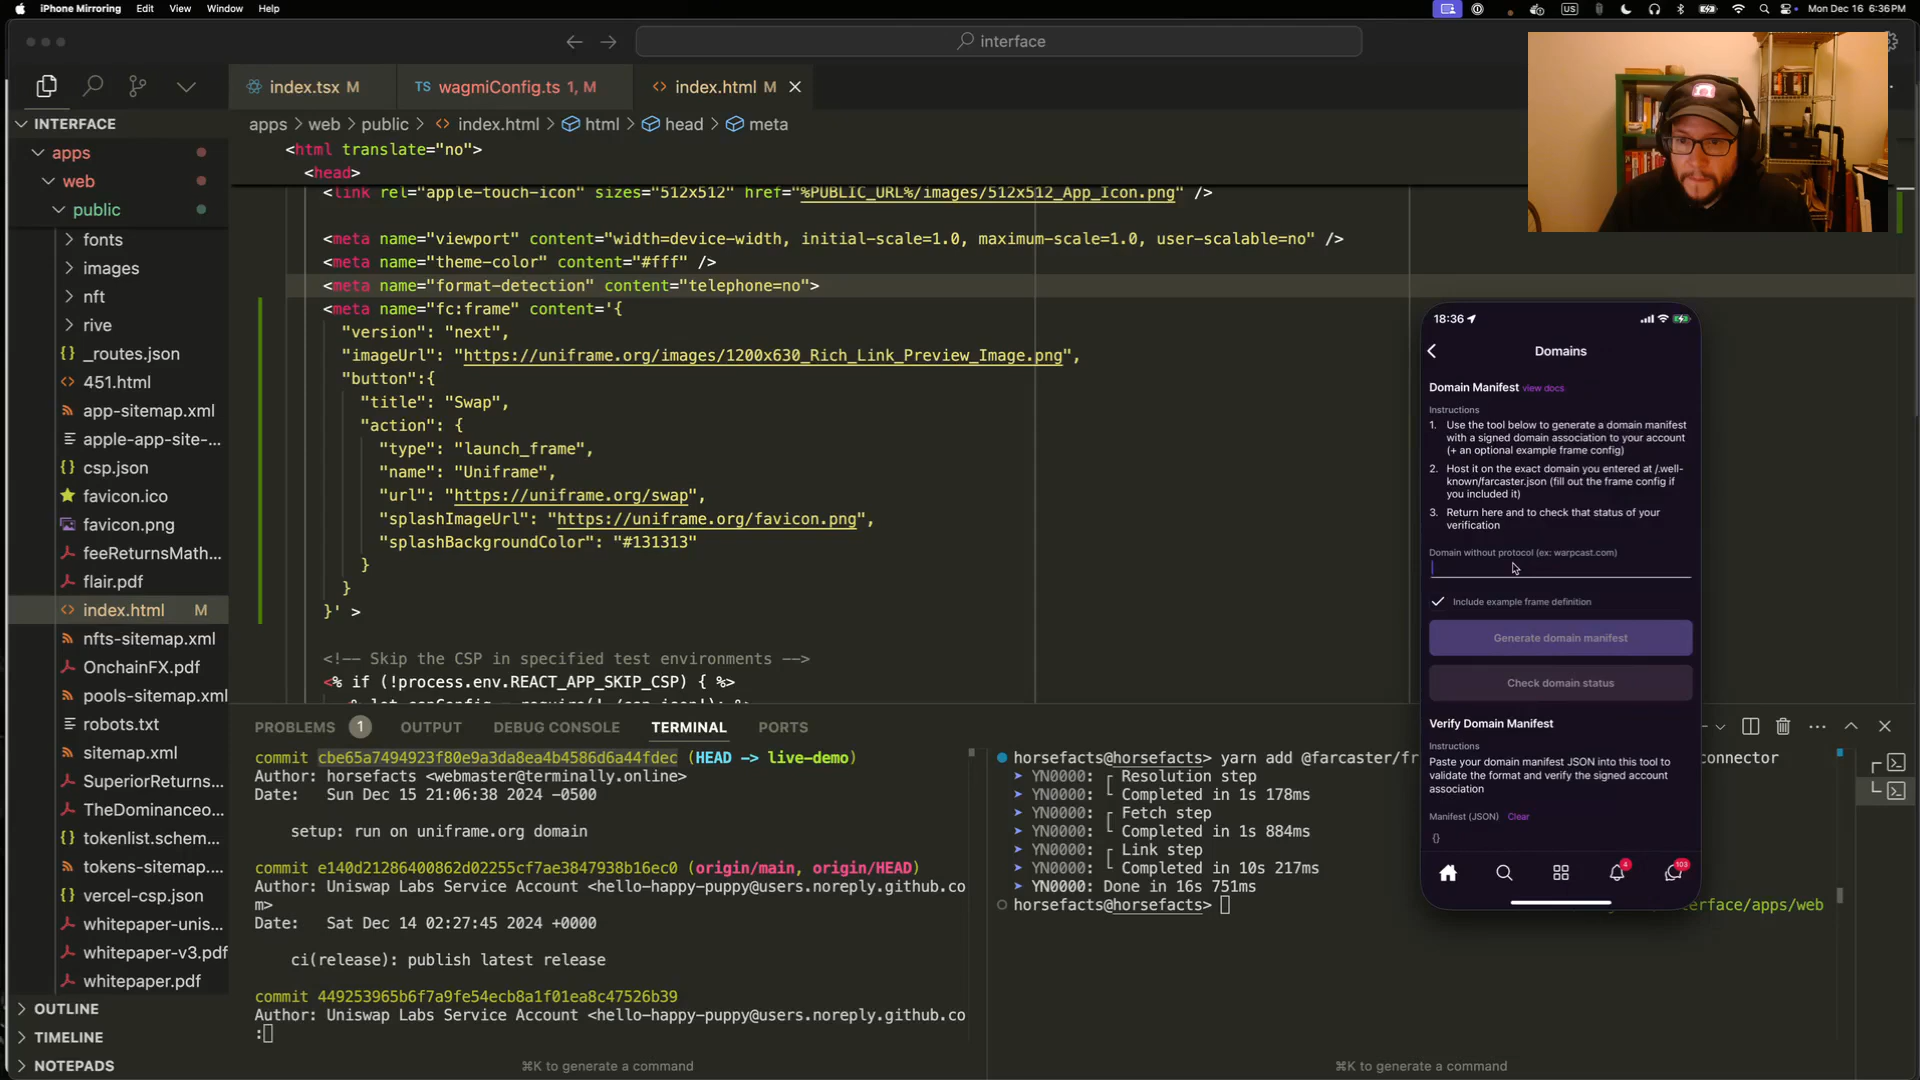 iPhone Mirroring Edit View Window Help
US Mon Dec 16 6:36PM
interface
index.tsx M
TS wagmiConfig.ts 1, M
index.html M
INTERFACE
apps
web
public
fonts
images
nft
rive
_routes.json
451.html
app-sitemap.xml
apple-app-site-...
csp.json
favicon.ico
favicon.png
feeReturnsMath...
flair.pdf
index.html M
nfts-sitemap.xml
OnchainFX.pdf
pools-sitemap.xml
robots.txt
sitemap.xml
SuperiorReturns...
TheDominanceo...
tokenlist.schem...
tokens-sitemap....
vercel-csp.json
whitepaper-unis...
whitepaper-v3.pdf
whitepaper.pdf
OUTLINE
TIMELINE
NOTEPADS
apps > web > public > index.html > html > head > meta
<html translate="no">
<head>
<link rel="apple-touch-icon" sizes="512x512" href="%PUBLIC_URL%/images/512x512_App_Icon.png" />
<meta name="viewport" content="width=device-width, initial-scale=1.0, maximum-scale=1.0, user-scalable=no" />
<meta name="theme-color" content="#fff" />
<meta name="format-detection" content="telephone=no">
<meta name="fc:frame" content='{
"version": "next",
"imageUrl": "https://uniframe.org/images/1200x630_Rich_Link_Preview_Image.png",
"button":{
"title": "Swap",
"action": {
"type": "launch_frame",
"name": "Uniframe",
"url": "https://uniframe.org/swap",
"splashImageUrl": "https://uniframe.org/favicon.png",
"splashBackgroundColor": "#131313"
}
}
}' >
<!-- Skip the CSP in specified test environments -->
<% if (!process.env.REACT_APP_SKIP_CSP) { %>
PROBLEMS 1 OUTPUT DEBUG CONSOLE TERMINAL PORTS
commit cbe65a7494923f80e9a3da8ea4b4586d6a44fdec (HEAD -> live-demo)
Author: horsefacts <webmaster@terminally.online>
Date: Sun Dec 15 21:06:38 2024 -0500
setup: run on uniframe.org domain
commit e140d21286400862d02255cf7ae3847938b16ec0 (origin/main, origin/HEAD)
Author: Uniswap Labs Service Account <hello-happy-puppy@users.noreply.github.co
m>
Date: Sat Dec 14 02:27:45 2024 +0000
ci(release): publish latest release
commit 449253965b6f7a9fe54ecb8a1f01ea8c47526b39
Author: Uniswap Labs Service Account <hello-happy-puppy@users.noreply.github.co
:
⌘K to generate a command
horsefacts@horsefacts> yarn add @farcaster/fr connector
YN0000: ┌ Resolution step
YN0000: └ Completed in 1s 178ms
YN0000: ┌ Fetch step
YN0000: └ Completed in 1s 884ms
YN0000: ┌ Link step
YN0000: └ Completed in 10s 217ms
YN0000: Done in 16s 751ms
horsefacts@horsefacts> terface/apps/web
⌘K to generate a command
18:36
Domains
Domain Manifest view docs
Instructions
1. Use the tool below to generate a domain manifest
with a signed domain association to your account
(+ an optional example frame config)
2. Host it on the exact domain you entered at /.well-
known/farcaster.json (fill out the frame config if
you included it)
3. Return here and to check that status of your
verification
Domain without protocol (ex: warpcast.com)
Include example frame definition
Generate domain manifest
Check domain status
Verify Domain Manifest
Instructions
Paste your domain manifest JSON into this tool to
validate the format and verify the signed account
association
Manifest (JSON) Clear
{}
4
103